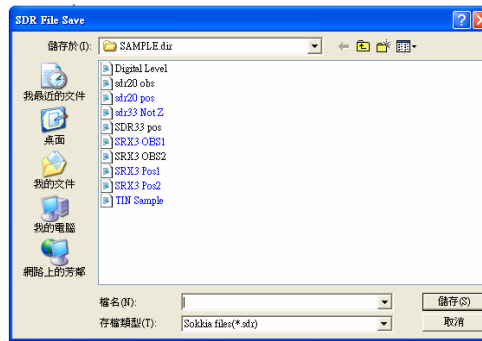 SDR File Save
儲存於(I): SAMPLE.dir
我最近的文件
桌面
我的文件
我的電腦
網路上的芳鄰
Digital Level
sdr20 obs
sdr20 pos
sdr33 Not Z
SDR33 pos
SRX3 OBS1
SRX3 OBS2
SRX3 Pos1
SRX3 Pos2
TIN Sample
檔名(N): 儲存(S)
存檔類型(T): Sokkia files(*.sdr) 取消